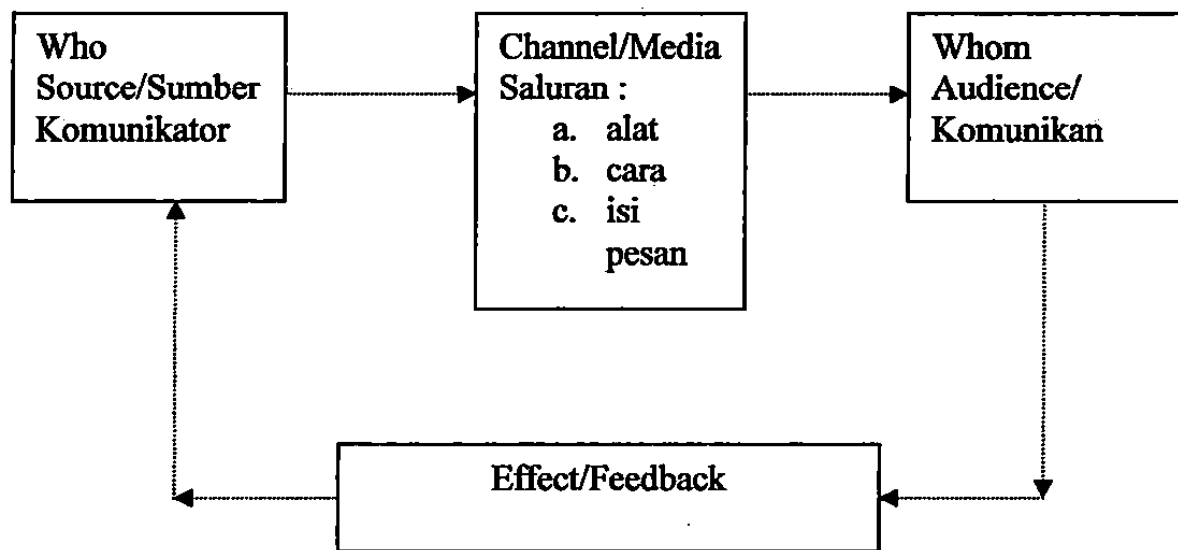 Who
Source/Sumber
Komunikator
Channel/Media
Saluran :
a. alat
b. cara
c. isi
pesan
Whom
Audience/
Komunikan
Effect/Feedback